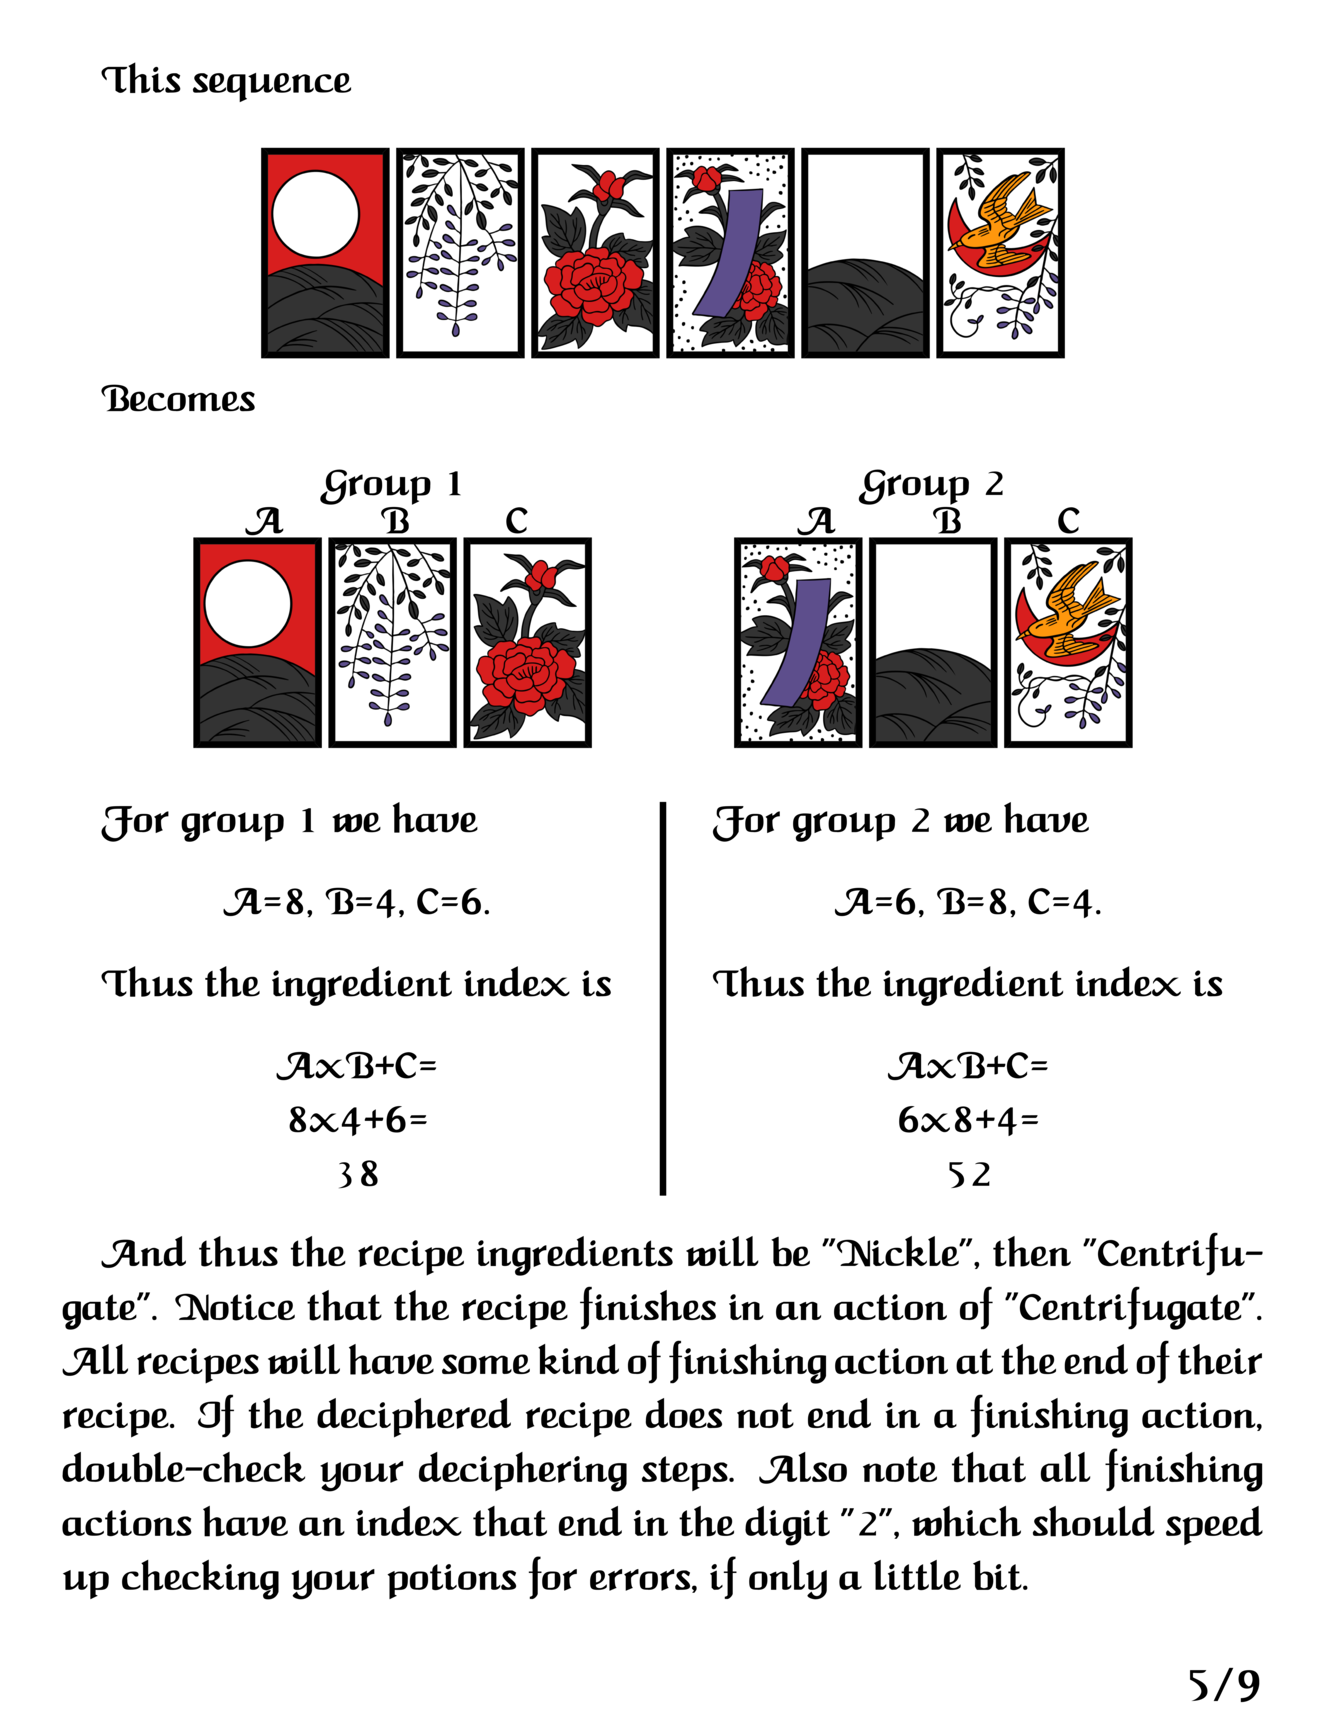 This sequence
Becomes
Group 1
A B C
Group 2
A B C
For group 1 we have
A=8, B=4, C=6.
Thus the ingredient index is
AxB+C=
8x4+6=
38
For group 2 we have
A=6, B=8, C=4.
Thus the ingredient index is
AxB+C=
6x8+4=
52
And thus the recipe ingredients will be "Nickle", then "Centrifu-
gate". Notice that the recipe finishes in an action of "Centrifugate".
All recipes will have some kind of finishing action at the end of their
recipe. If the deciphered recipe does not end in a finishing action,
double-check your deciphering steps. Also note that all finishing
actions have an index that end in the digit "2", which should speed
up checking your potions for errors, if only a little bit.
5/9